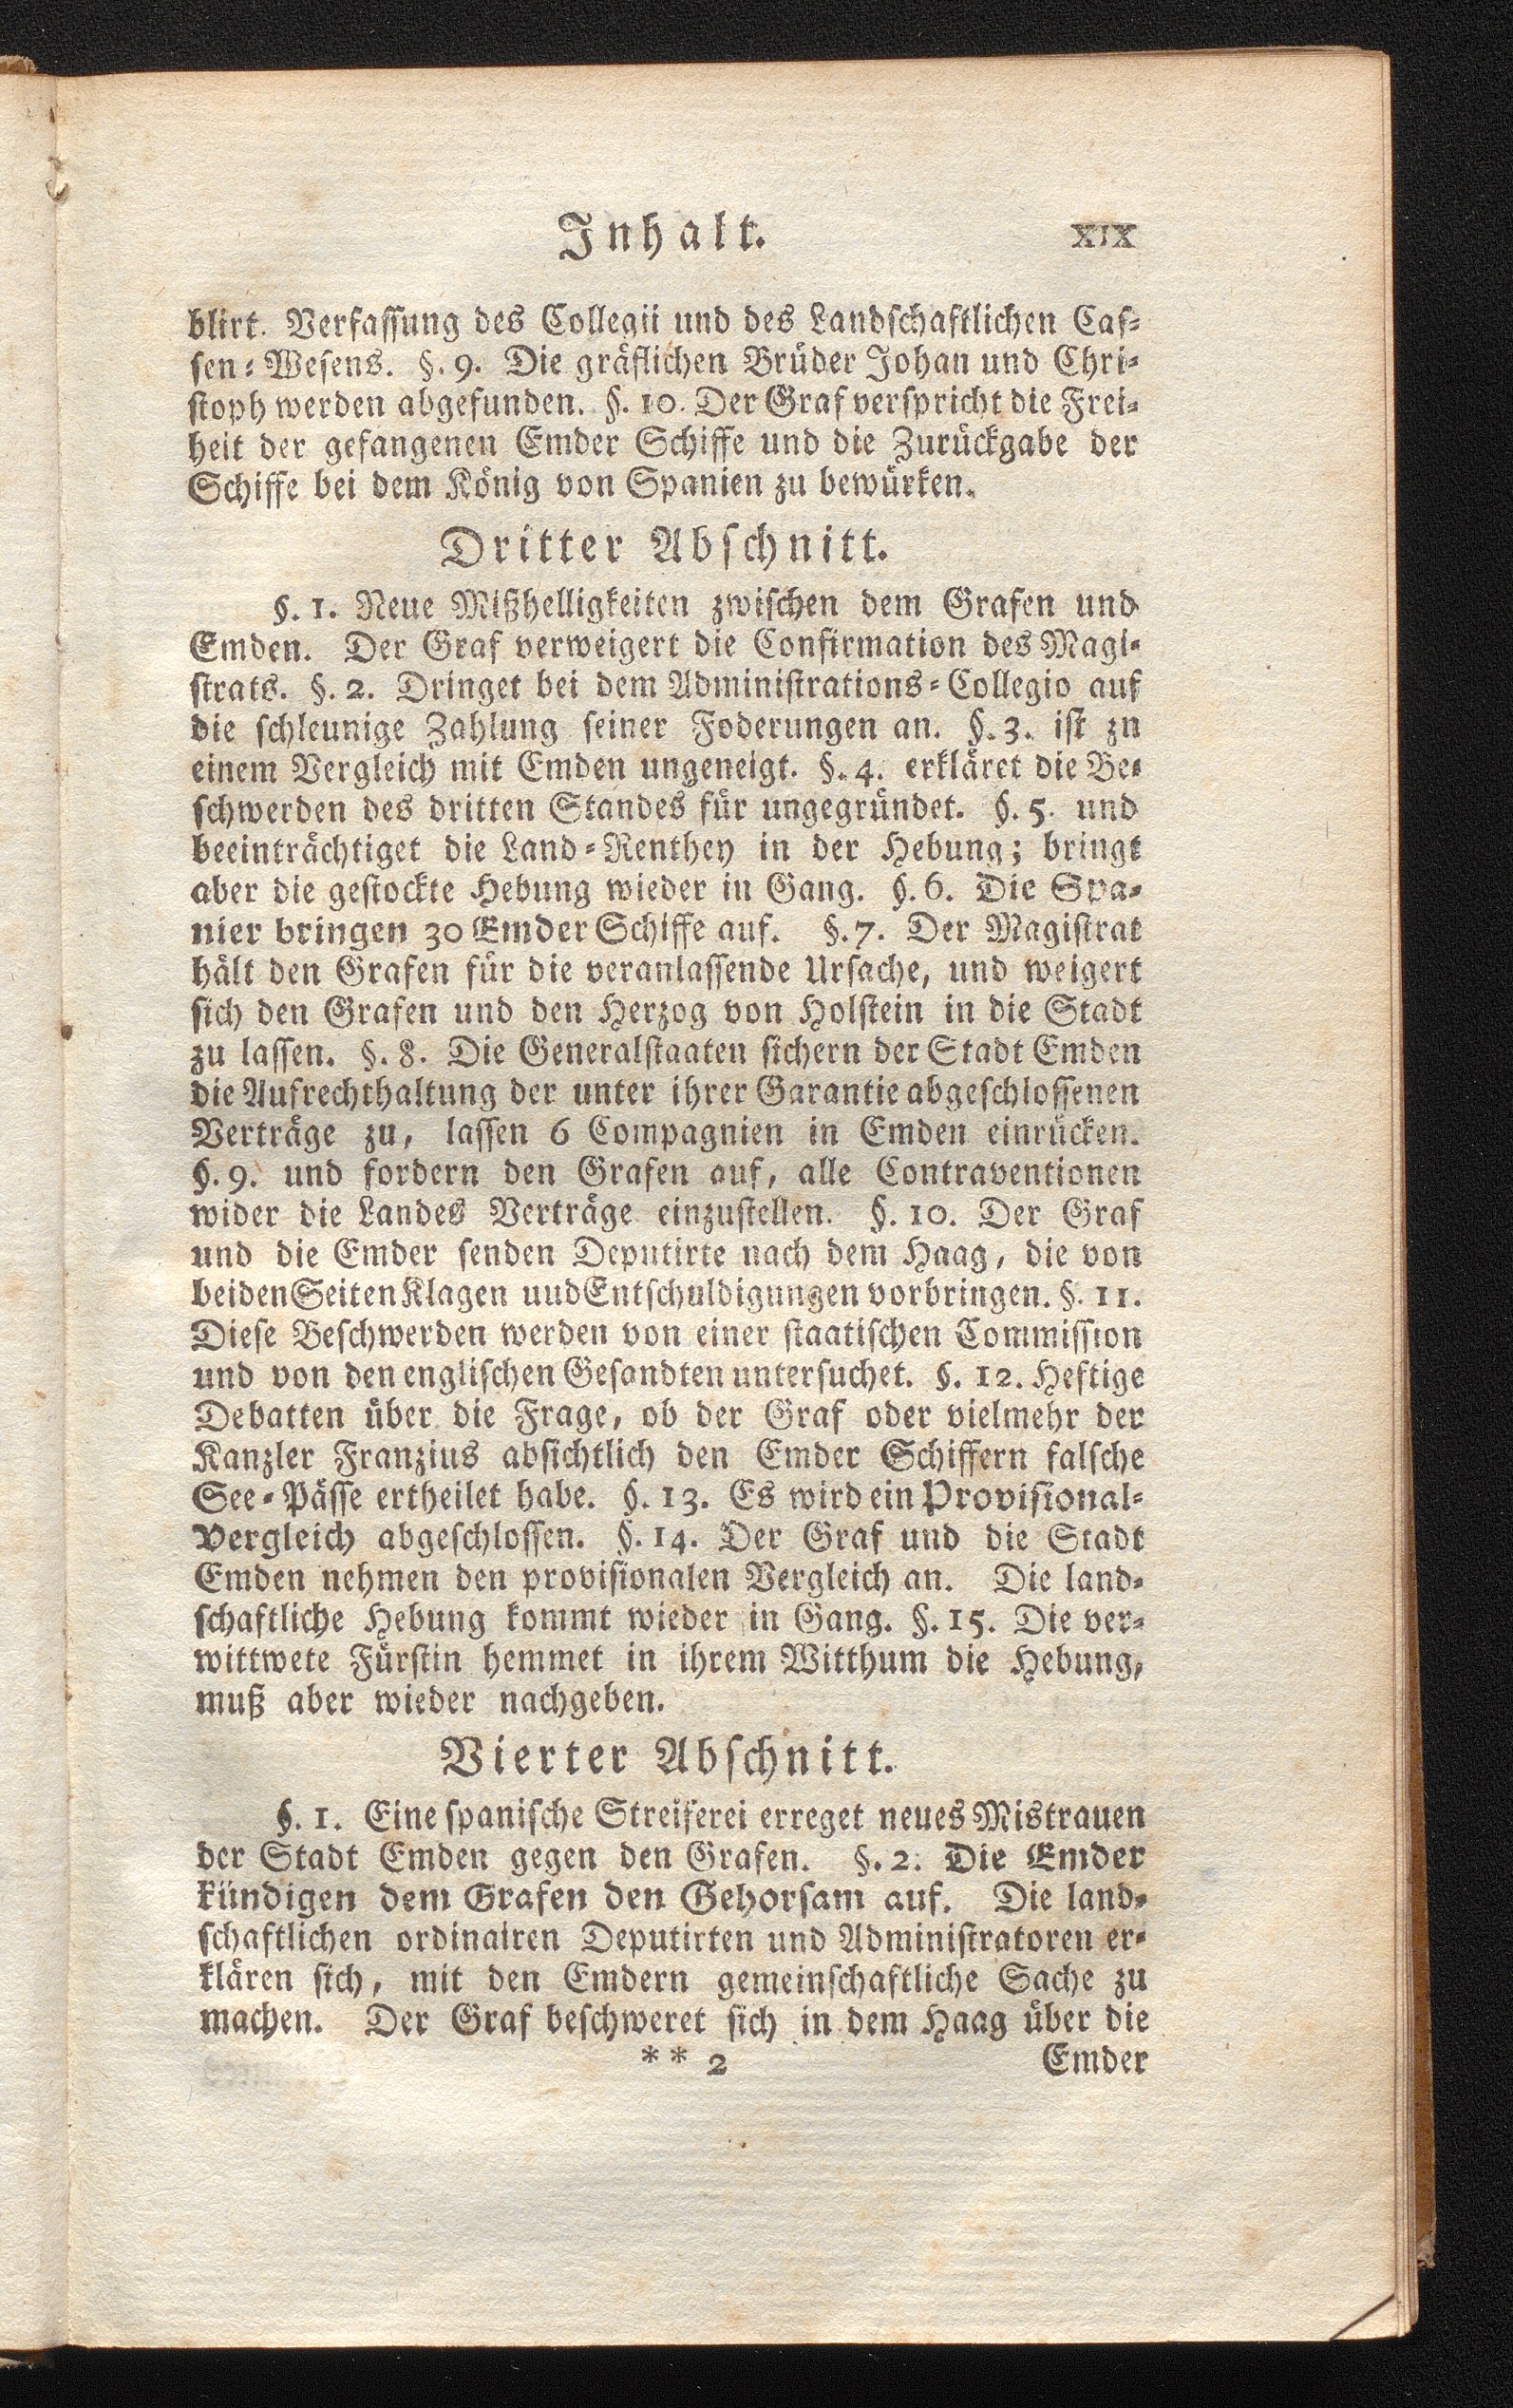 Inhalt. XIX
blirt. Verfassung des Collegii und des Landschaftlichen Cas-
sen-Wesens. §. 9. Die gräflichen Brüder Johan und Chri-
stoph werden abgefunden. §. 10. Der Graf verspricht die Frei-
heit der gefangenen Emder Schiffe und die Zurückgabe der
Schiffe bei dem König von Spanien zu bewürken.
Dritter Abschnitt.
§. 1. Neue Mißhelligkeiten zwischen dem Grafen und
Emden. Der Graf verweigert die Confirmation des Magi-
strats. §. 2. Dringet bei dem Administrations-Collegio auf
die schleunige Zahlung seiner Foderungen an. §. 3. ist zu
einem Vergleich mit Emden ungeneigt. §. 4. erkläret die Be-
schwerden des dritten Standes für ungegründet. §. 5. und
beeinträchtiget die Land-Renthey in der Hebung; bringt
aber die gestockte Hebung wieder in Gang. §. 6. Die Spa-
nier bringen 30 Emder Schiffe auf. §. 7. Der Magistrat
hält den Grafen für die veranlassende Ursache, und weigert
sich den Grafen und den Herzog von Holstein in die Stadt
zu lassen. §. 8. Die Generalstaaten sichern der Stadt Emden
die Aufrechthaltung der unter ihrer Garantie abgeschlossenen
Verträge zu, lassen 6 Compagnien in Emden einrücken.
§. 9. und fordern den Grafen auf, alle Contraventionen
wider die Landes Verträge einzustellen. §. 10. Der Graf
und die Emder senden Deputirte nach dem Haag, die von
beiden Seiten Klagen uud Entschuldigungen vorbringen. §. 11.
Diese Beschwerden werden von einer staatischen Commission
und von den englischen Gesandten untersuchet. §. 12. Heftige
Debatten über die Frage, ob der Graf oder vielmehr der
Kanzler Franzius absichtlich den Emder Schiffern falsche
See-Pässe ertheilet habe. §. 13. Es wird ein Provisional-
Vergleich abgeschlossen. §. 14. Der Graf und die Stadt
Emden nehmen den provisionalen Vergleich an. Die land-
schaftliche Hebung kommt wieder in Gang. §. 15. Die ver-
wittwete Fürstin hemmet in ihrem Witthum die Hebung,
muß aber wieder nachgeben.
Vierter Abschnitt.
§. 1. Eine spanische Streiferei erreget neues Mistrauen
der Stadt Emden gegen den Grafen. §. 2. Die Emder
kündigen dem Grafen den Gehorsam auf. Die land-
schaftlichen ordinairen Deputirten und Administratoren er-
klären sich, mit den Emdern gemeinschaftliche Sache zu
machen. Der Graf beschweret sich in dem Haag über die
** 2 Emder